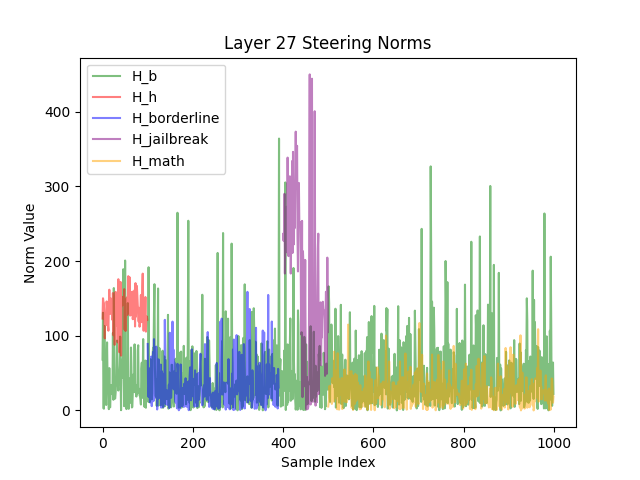 Layer 27 Steering Norms
H_b
H_h
H_borderline
H_jailbreak
H_math
Norm Value
400
300
200
100
0
0
200
400
600
800
1000
Sample Index